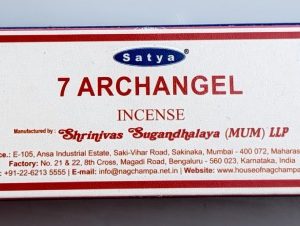 Satya
7 ARCHANGEL
INCENSE
Manufactured by : Shrinivas Sugandhalaya (MUM) LLP
E-105, Ansa Industrial Estate, Saki-Vihar Road, Sakinaka, Mumbai - 400 072, Maharas
Factory: No. 21 & 22, 8th Cross, Magadi Road, Bengaluru - 560 023, Karnataka, India
+91-22-6213 5555 | E-mail: info@nagchampa.net.in | Website: www.houseofnagchamp